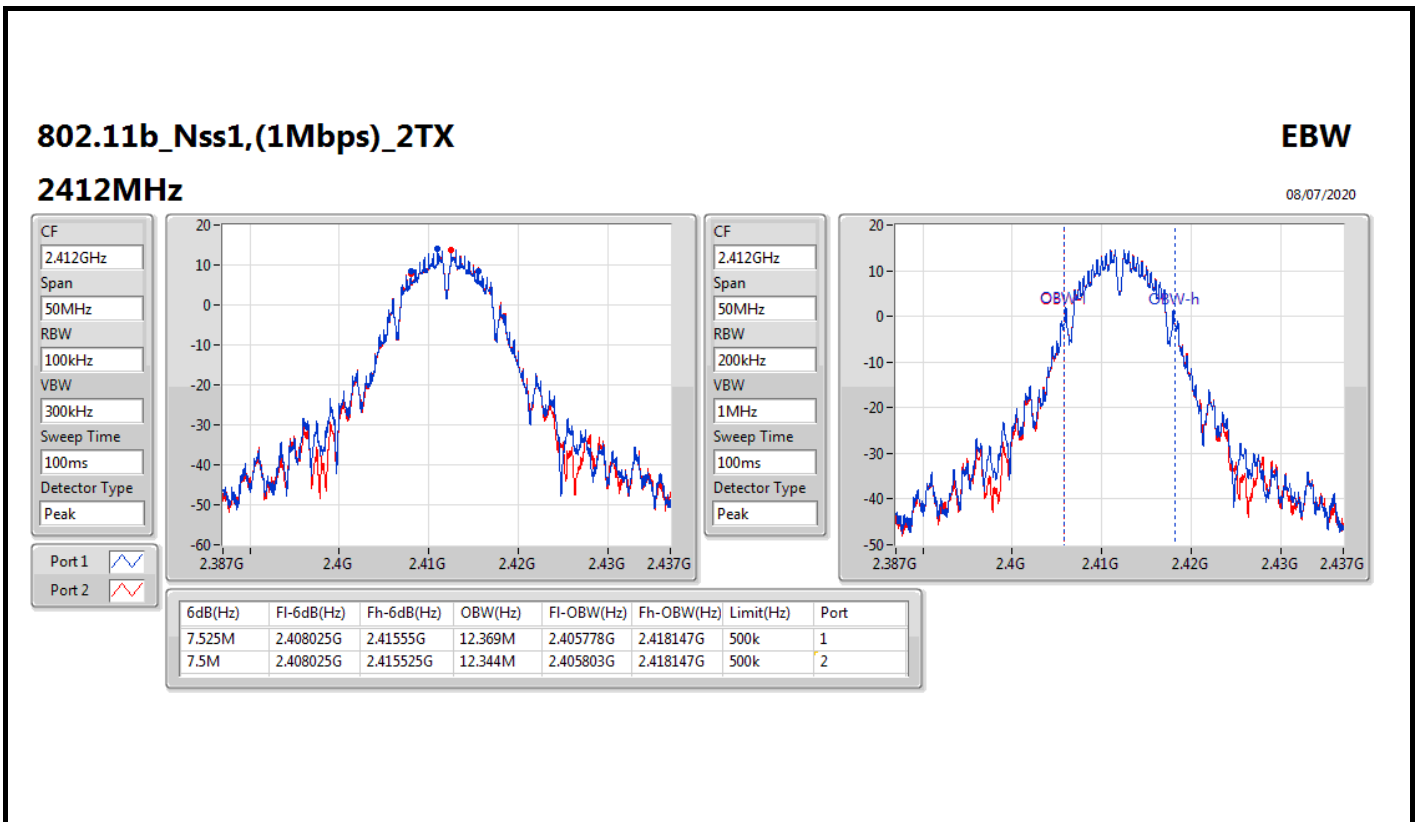 802.11b_Nss1,(1Mbps)_2TX
EBW
2412MHz
08/07/2020
CF
2.412GHz
Span
50MHz
RBW
100kHz
VBW
300kHz
Sweep Time
100ms
Detector Type
Peak
Port 1
Port 2
20
10
0
-10
-20
-30
-40
-50
-60
2.387G 2.4G 2.41G 2.42G 2.43G 2.437G
CF
2.412GHz
Span
50MHz
RBW
200kHz
VBW
1MHz
Sweep Time
100ms
Detector Type
Peak
20
10
0
-10
-20
-30
-40
-50
OBW-l OBW-h
2.387G 2.4G 2.41G 2.42G 2.43G 2.437G
6dB(Hz) Fl-6dB(Hz) Fh-6dB(Hz) OBW(Hz) Fl-OBW(Hz) Fh-OBW(Hz) Limit(Hz) Port
7.525M 2.408025G 2.41555G 12.369M 2.405778G 2.418147G 500k 1
7.5M 2.408025G 2.415525G 12.344M 2.405803G 2.418147G 500k 2